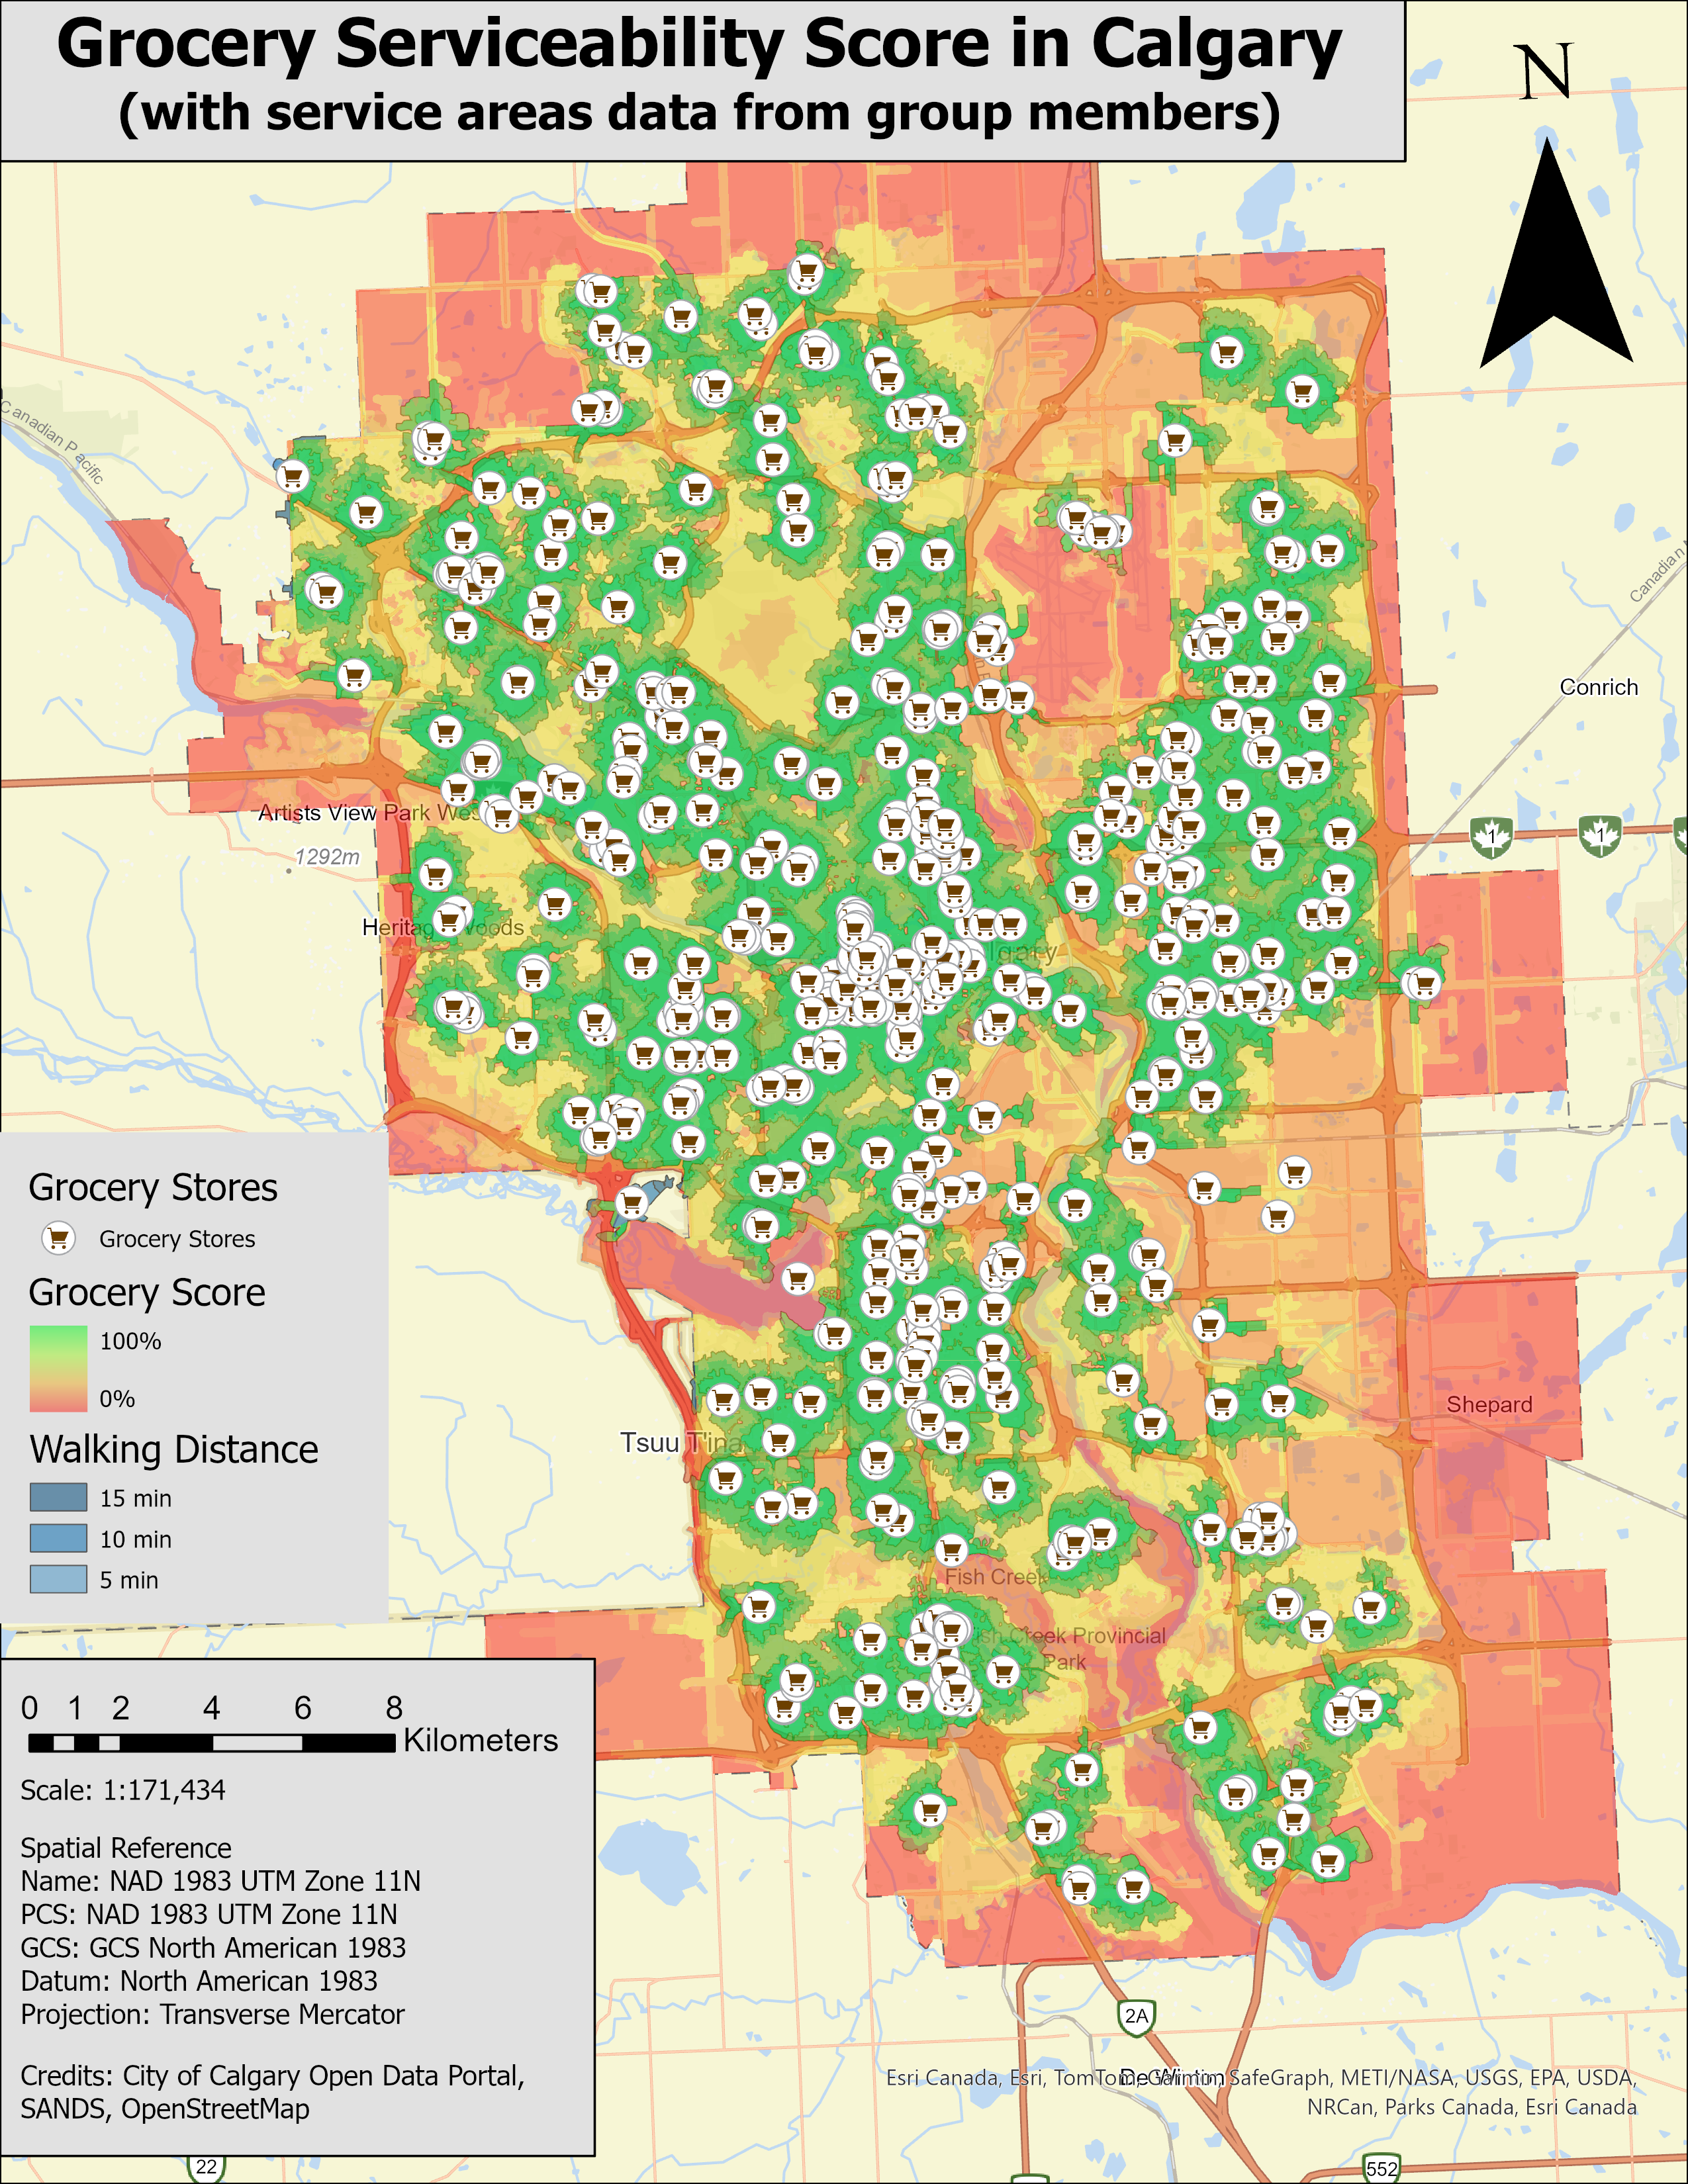 Grocery Serviceability Score in Calgary
(with service areas data from group members)
N
Canadian Pacific
Canadian
Conrich
Artists View Park Wes
1292m
1
1
Heritage Woods
lgary
Grocery Stores
Grocery Stores
Grocery Score
100%
0%
Walking Distance
15 min
10 min
5 min
Shepard
Tsuu T'ina
Fish Creek
ish Creek Provincial
Park
0 1 2 4 6 8
Kilometers
Scale: 1:171,434
Spatial Reference
Name: NAD 1983 UTM Zone 11N
PCS: NAD 1983 UTM Zone 11N
GCS: GCS North American 1983
Datum: North American 1983
Projection: Transverse Mercator
Credits: City of Calgary Open Data Portal,
SANDS, OpenStreetMap
2A
De Winton
Esri Canada, Esri, TomTom, Garmin, SafeGraph, METI/NASA, USGS, EPA, USDA,
NRCan, Parks Canada, Esri Canada
22
552